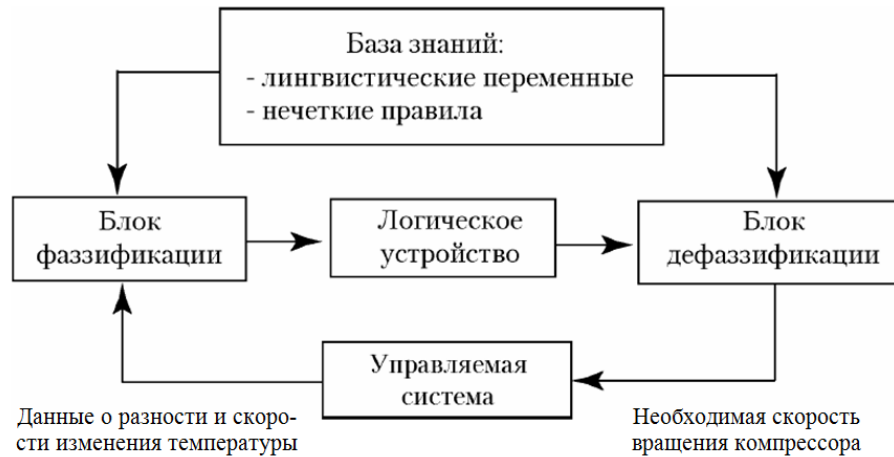 База знаний:
- лингвистические переменные
- нечеткие правила
Блок
фаззификации
Логическое
устройство
Блок
дефаззификации
Управляемая
система
Данные о разности и скоро-
сти изменения температуры
Необходимая скорость
вращения компрессора